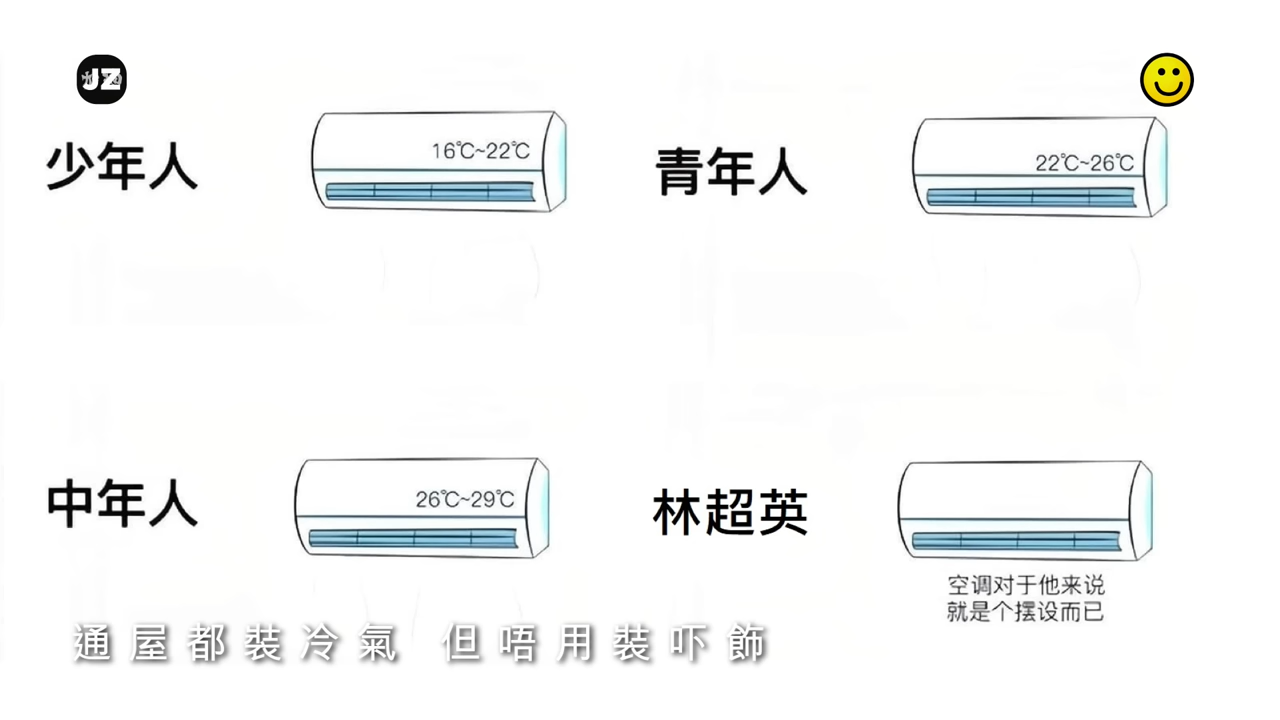 JZ
少年人
16℃~22℃
青年人
22℃~26℃
中年人
26℃~29℃
林超英
空调对于他来说
就是个摆设而已
通屋都裝冷氣 但唔用裝吓飾